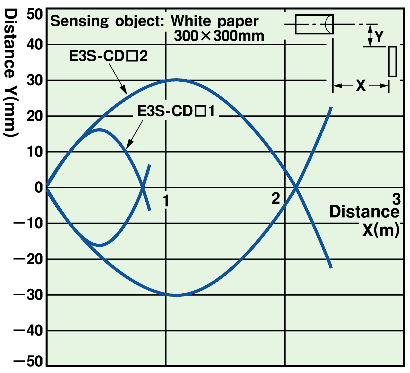 Distance Y(mm)
50
40
30
20
10
0
−10
−20
−30
−40
−50
Sensing object: White paper
300×300mm
E3S-CD□2
E3S-CD□1
Y
X
1
2
3
Distance
X(m)